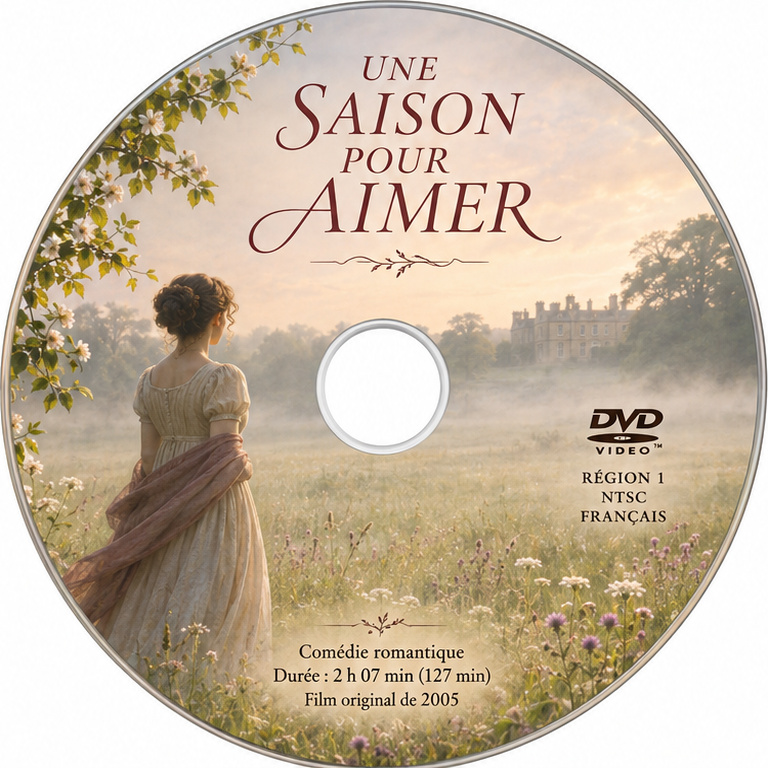 UNE
SAISON
POUR
AIMER
DVD
VIDEO™
RÉGION 1
NTSC
FRANÇAIS
Comédie romantique
Durée : 2 h 07 min (127 min)
Film original de 2005